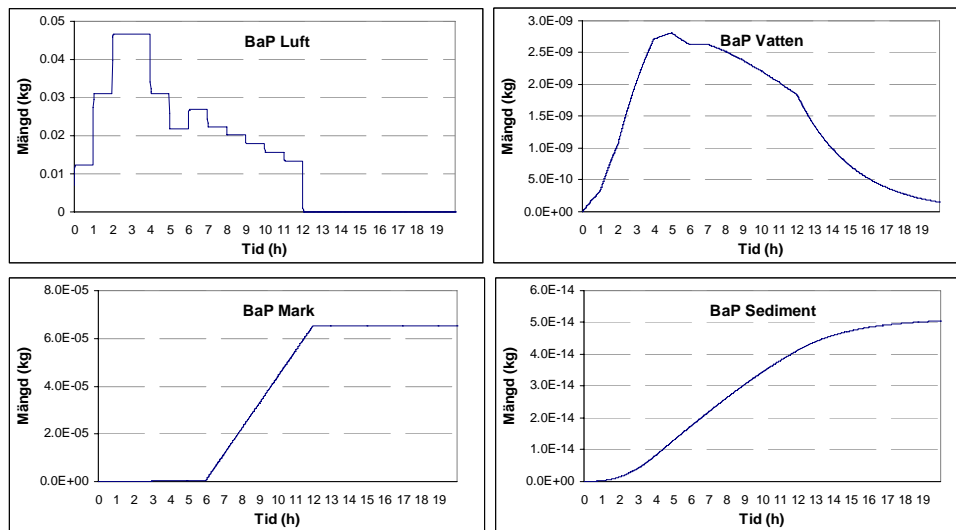 BaP Luft
Mängd (kg)
0.05
0.04
0.03
0.02
0.01
0
0 1 2 3 4 5 6 7 8 9 10 11 12 13 14 15 16 17 18 19
Tid (h)
BaP Vatten
Mängd (kg)
3.0E-09
2.5E-09
2.0E-09
1.5E-09
1.0E-09
5.0E-10
0.0E+00
0 1 2 3 4 5 6 7 8 9 10 11 12 13 14 15 16 17 18 19
Tid (h)
BaP Mark
Mängd (kg)
8.0E-05
6.0E-05
4.0E-05
2.0E-05
0.0E+00
0 1 2 3 4 5 6 7 8 9 10 11 12 13 14 15 16 17 18 19
Tid (h)
BaP Sediment
Mängd (kg)
6.0E-14
5.0E-14
4.0E-14
3.0E-14
2.0E-14
1.0E-14
0.0E+00
0 1 2 3 4 5 6 7 8 9 10 11 12 13 14 15 16 17 18 19
Tid (h)